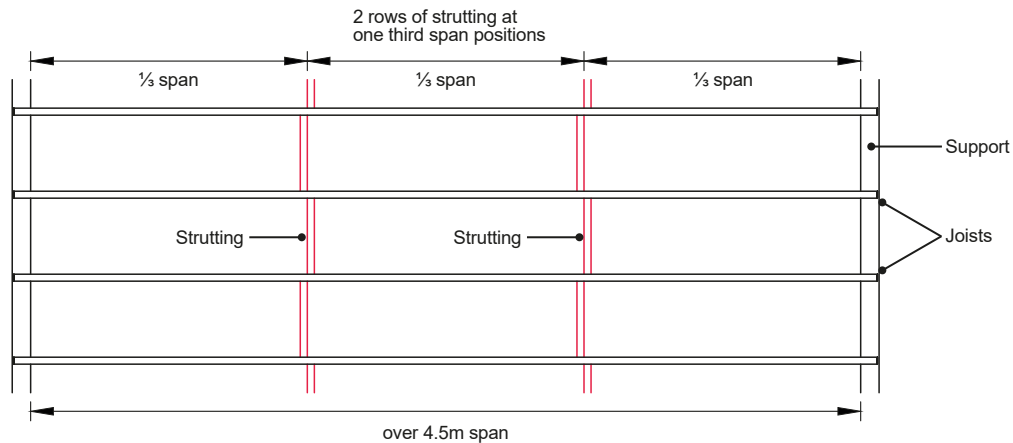 2 rows of strutting at
one third span positions
⅓ span
⅓ span
⅓ span
Support
Strutting
Strutting
Joists
over 4.5m span